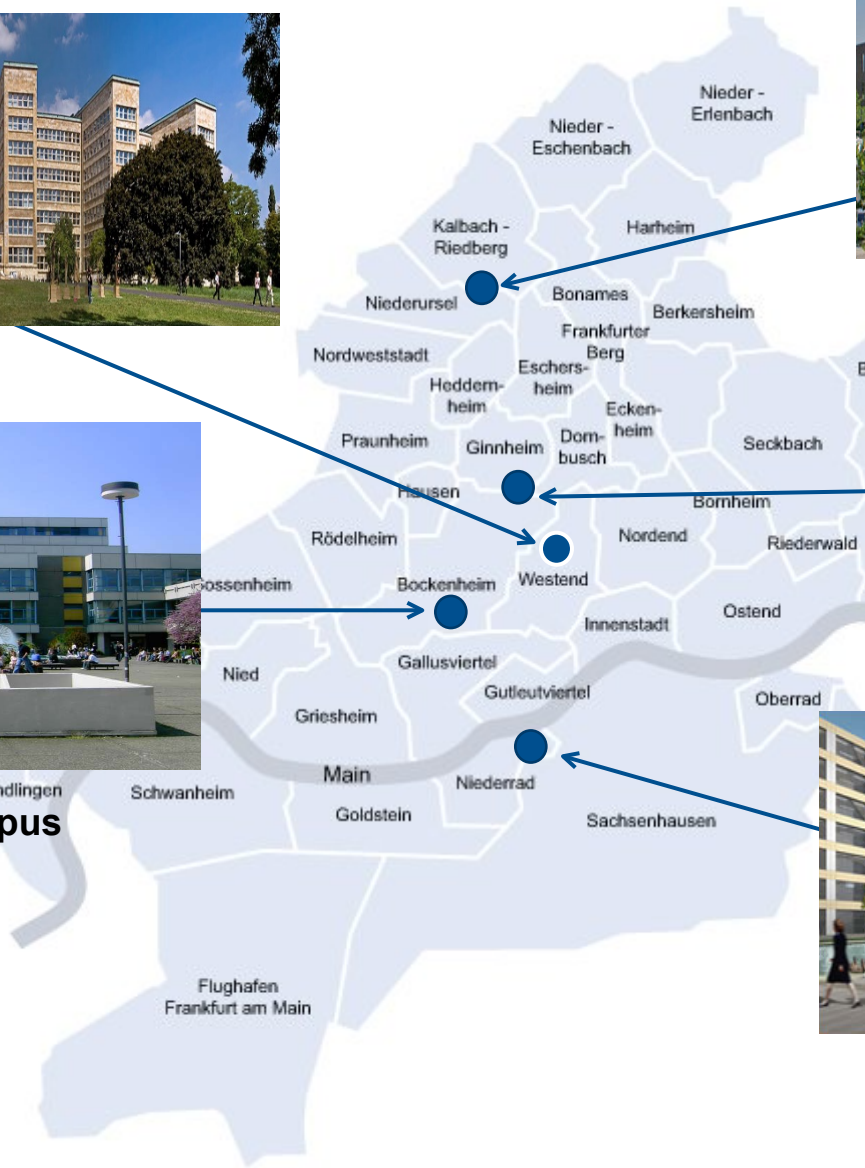 Nieder -
Erlenbach
Nieder -
Eschenbach
Kalbach -
Riedberg
Harheim
Niederursel
Bonames
Berkersheim
Frankfurter
Berg
Nordweststadt
Eschers-
heim
Heddern-
heim
Ecken-
heim
Praunheim
Ginnheim
Dorn-
busch
Seckbach
Hausen
Bornheim
Rödelheim
Nordend
Riederwald
Bockenheim
Westend
Ostend
Innenstadt
Gallusviertel
Nied
Gutleutviertel
Oberrad
Griesheim
Main
Niederrad
Schwanheim
Goldstein
Sachsenhausen
Flughafen
Frankfurt am Main